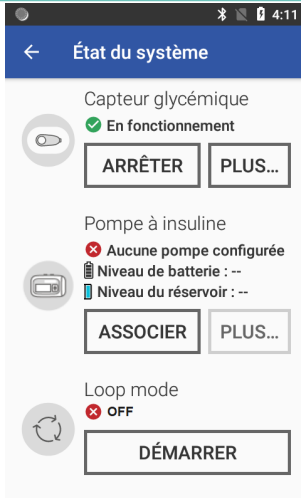 4:11
État du système
Capteur glycémique
En fonctionnement
ARRÊTER PLUS...
Pompe à insuline
Aucune pompe configurée
Niveau de batterie : --
Niveau du réservoir : --
ASSOCIER PLUS...
Loop mode
OFF
DÉMARRER